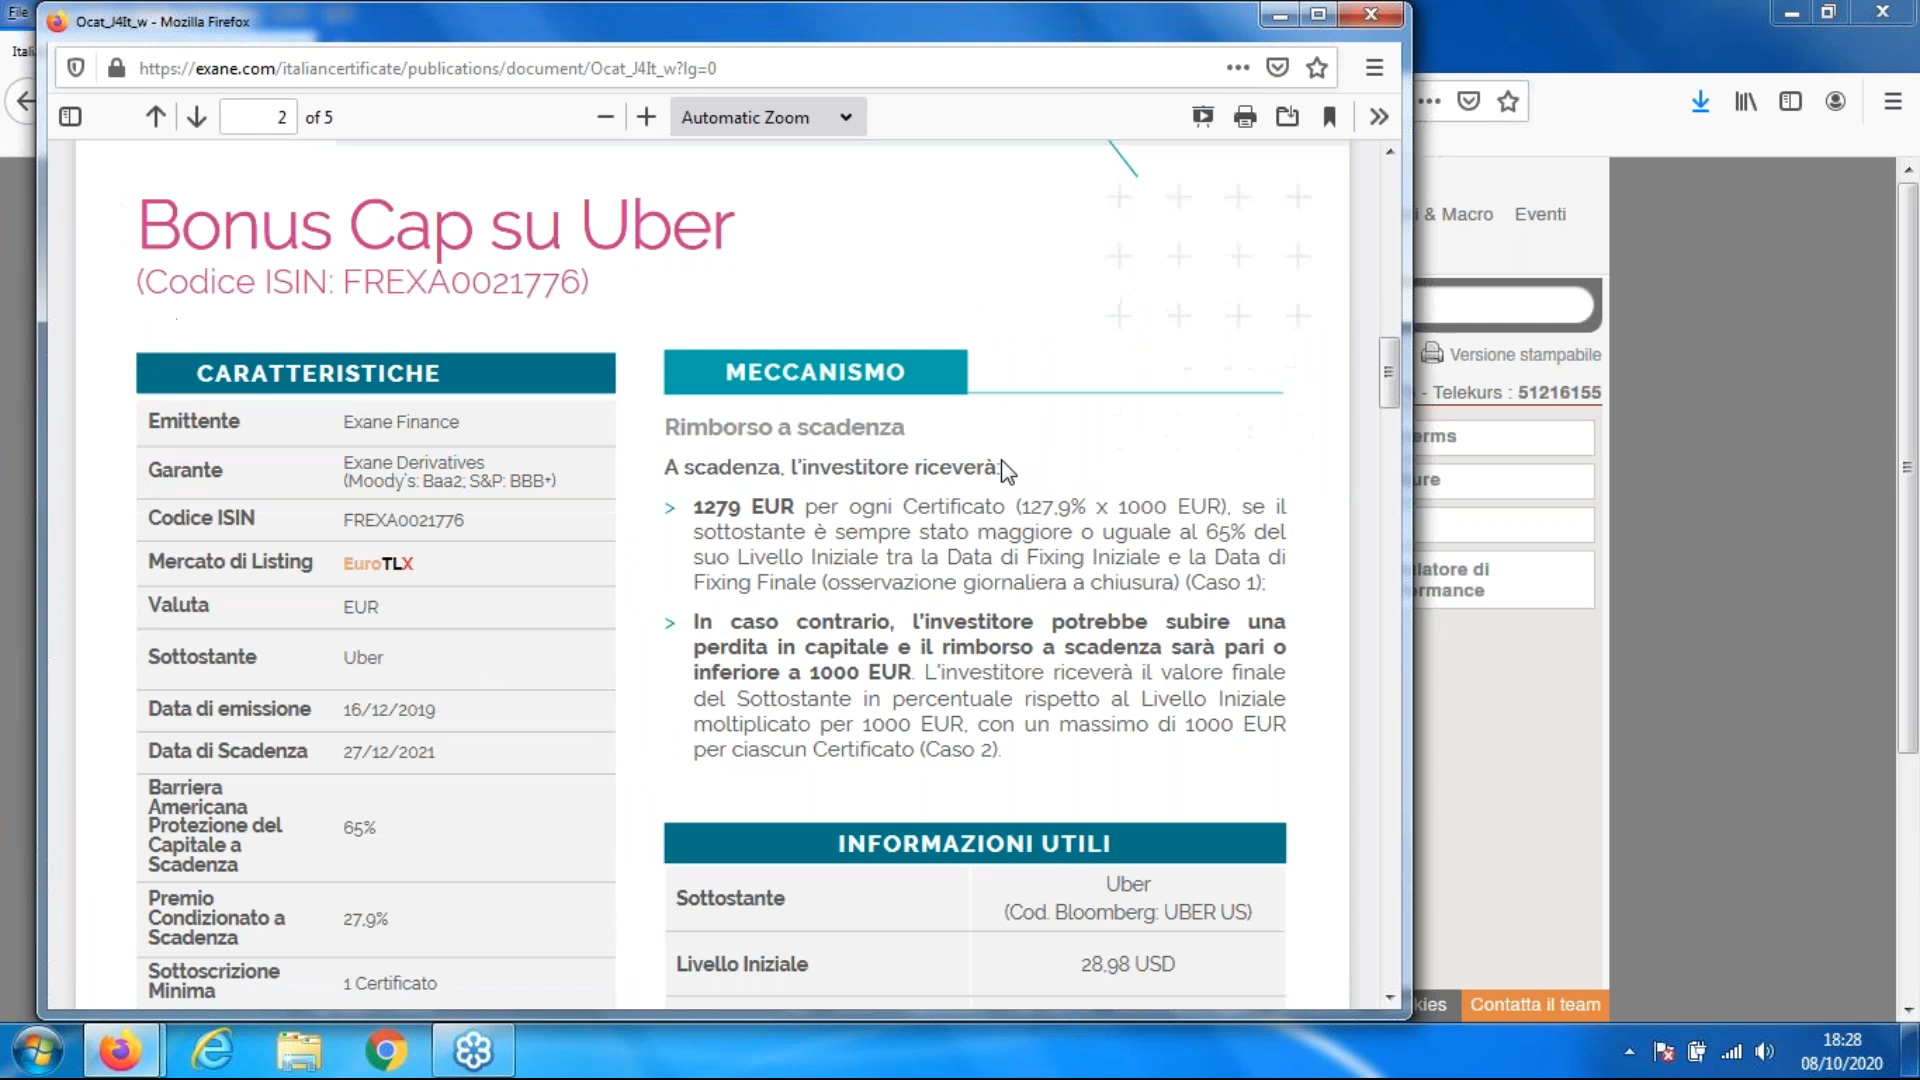 File
Ocat_J4It_w - Mozilla Firefox
https://exane.com/italiancertificate/publications/document/Ocat_J4It_w?lg=0
2 of 5
Automatic Zoom
Bonus Cap su Uber
(Codice ISIN: FREXA0021776)
CARATTERISTICHE
Emittente Exane Finance
Garante Exane Derivatives
(Moody's: Baa2; S&P: BBB+)
Codice ISIN FREXA0021776
Mercato di Listing EuroTLX
Valuta EUR
Sottostante Uber
Data di emissione 16/12/2019
Data di Scadenza 27/12/2021
Barriera
Americana
Protezione del
Capitale a
Scadenza
65%
Premio
Condizionato a
Scadenza
27,9%
Sottoscrizione
Minima
1 Certificato
MECCANISMO
Rimborso a scadenza
A scadenza, l'investitore riceverà:
> 1279 EUR per ogni Certificato (127,9% x 1000 EUR), se il
sottostante è sempre stato maggiore o uguale al 65% del
suo Livello Iniziale tra la Data di Fixing Iniziale e la Data di
Fixing Finale (osservazione giornaliera a chiusura) (Caso 1);
> In caso contrario, l'investitore potrebbe subire una
perdita in capitale e il rimborso a scadenza sarà pari o
inferiore a 1000 EUR. L'investitore riceverà il valore finale
del Sottostante in percentuale rispetto al Livello Iniziale
moltiplicato per 1000 EUR, con un massimo di 1000 EUR
per ciascun Certificato (Caso 2).
INFORMAZIONI UTILI
Sottostante Uber
(Cod. Bloomberg: UBER US)
Livello Iniziale 28,98 USD
i & Macro Eventi
Versione stampabile
- Telekurs : 51216155
erms
ure
latore di
ormance
kies Contatta il team
18:28
08/10/2020